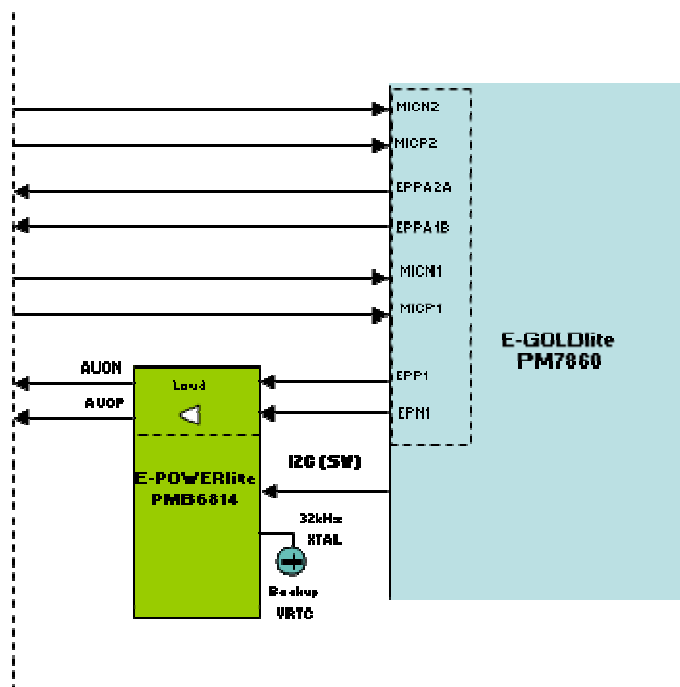 MICN2
MICP2
EPPA2A
EPPA1B
MICN1
MICP1
E-GOLDlite
PM7860
AUON
Loud
EPP1
AUOP
EPN1
I2C (SW)
E-POWERlite
PMB6814
32kHz
XTAL
Backup
VRTC